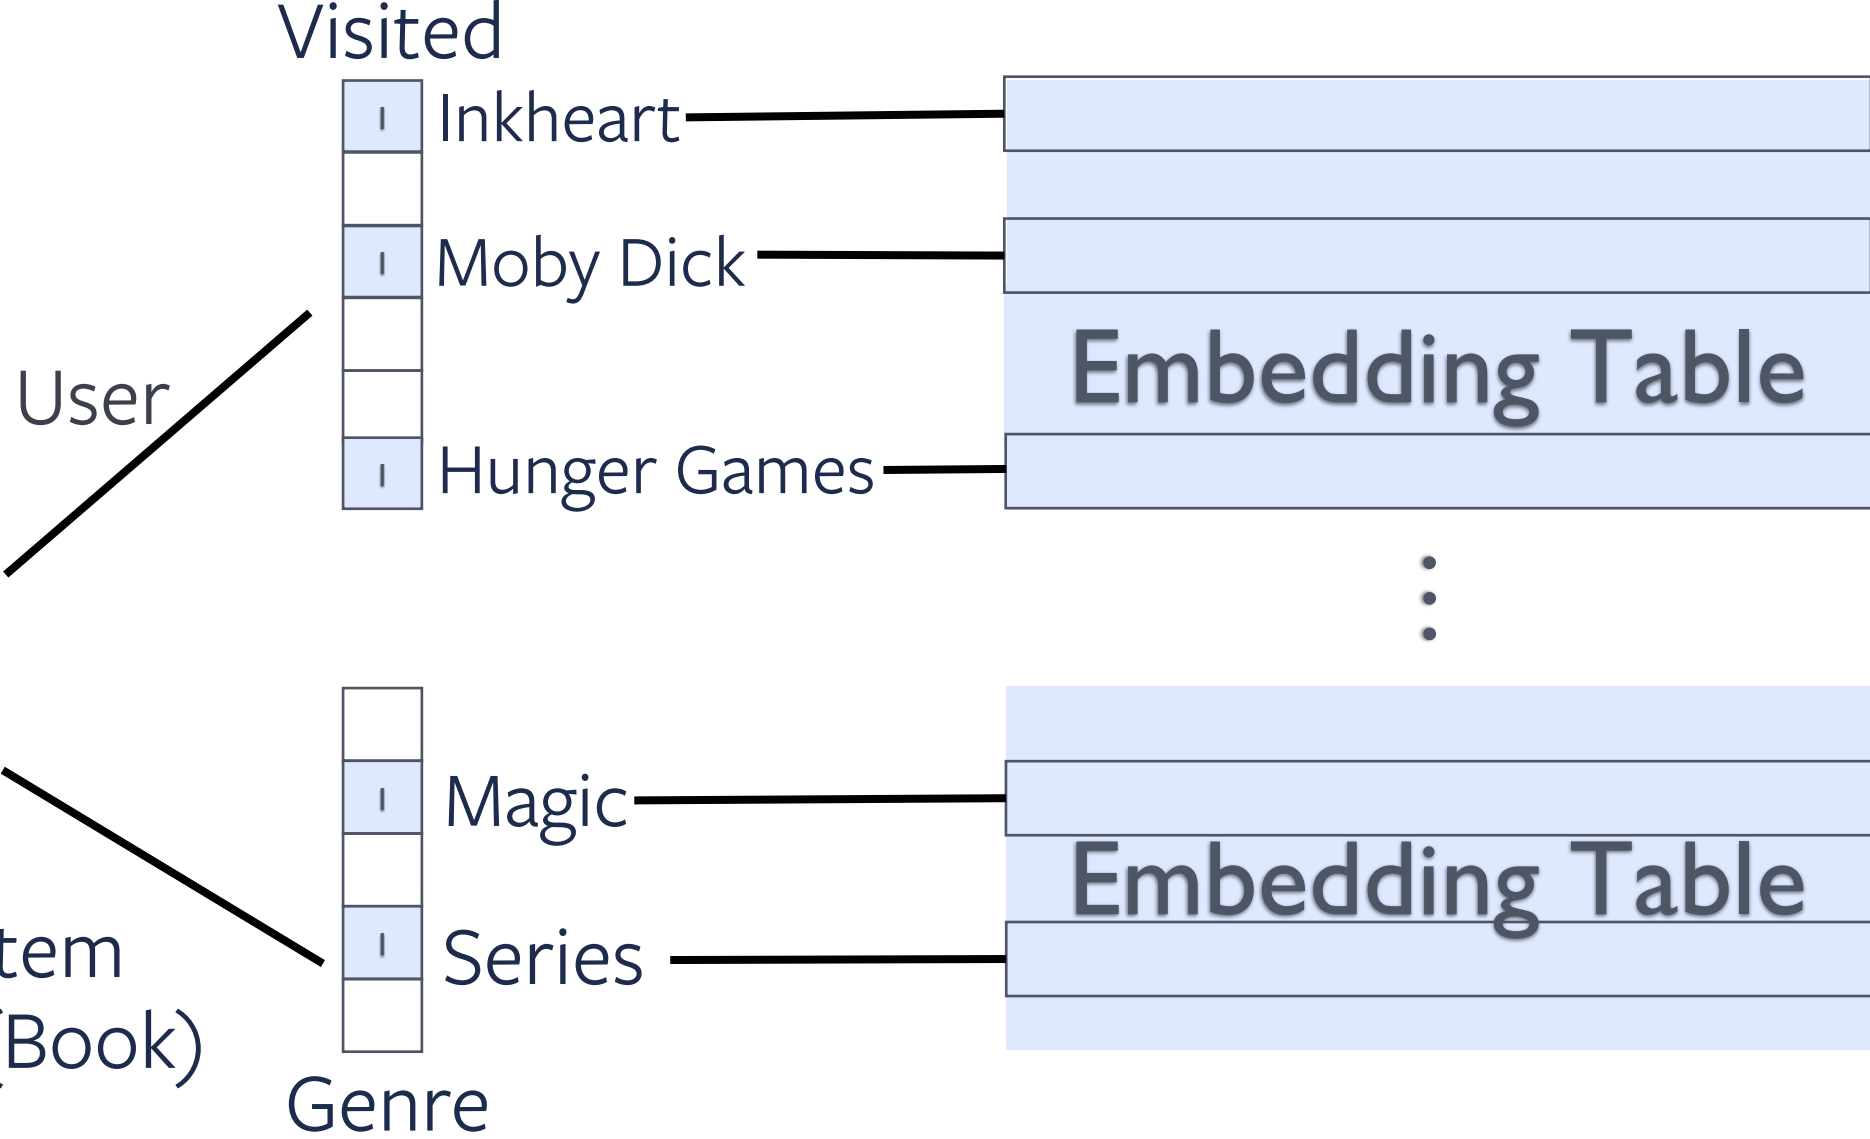 Visited
I Inkheart
I Moby Dick
Embedding Table
User
I Hunger Games
I Magic
Embedding Table
I Series
tem
(Book)
Genre